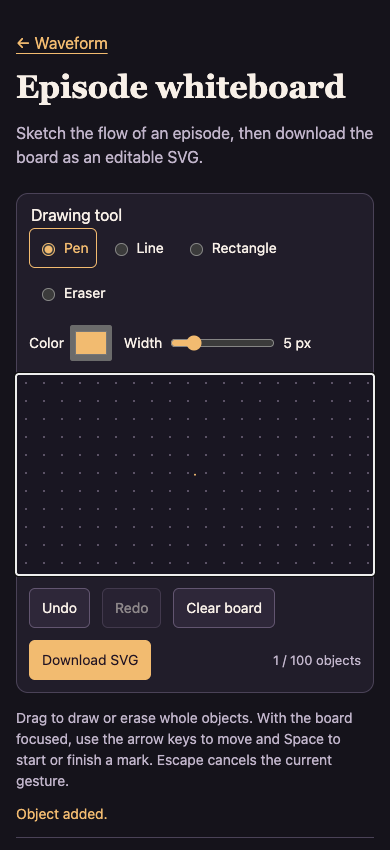 ← Waveform
Episode whiteboard
Sketch the flow of an episode, then download the
board as an editable SVG.
Drawing tool
Pen
Line
Rectangle
Eraser
Color
Width
5 px
Undo
Redo
Clear board
Download SVG
1 / 100 objects
Drag to draw or erase whole objects. With the board
focused, use the arrow keys to move and Space to
start or finish a mark. Escape cancels the current
gesture.
Object added.